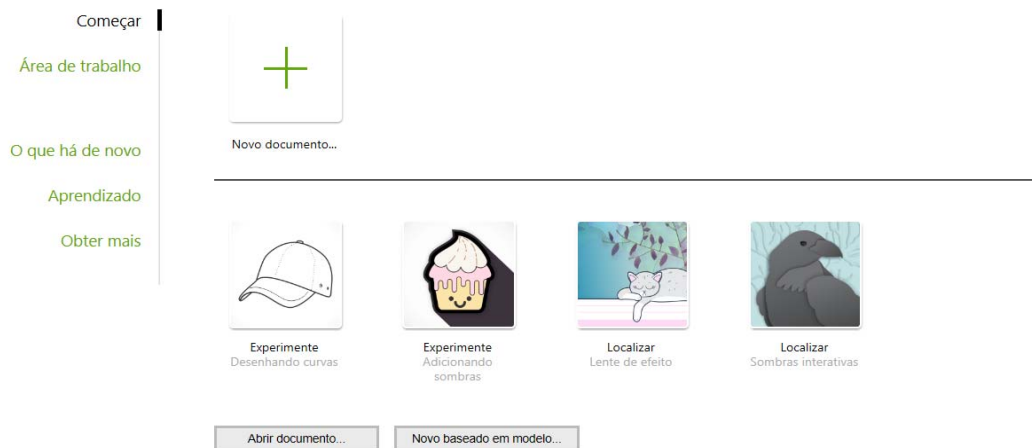 Começar
Área de trabalho
O que há de novo
Aprendizado
Obter mais
Novo documento...
Experimente
Desenhando curvas
Experimente
Adicionando
sombras
Localizar
Lente de efeito
Localizar
Sombras interativas
Abrir documento...
Novo baseado em modelo...